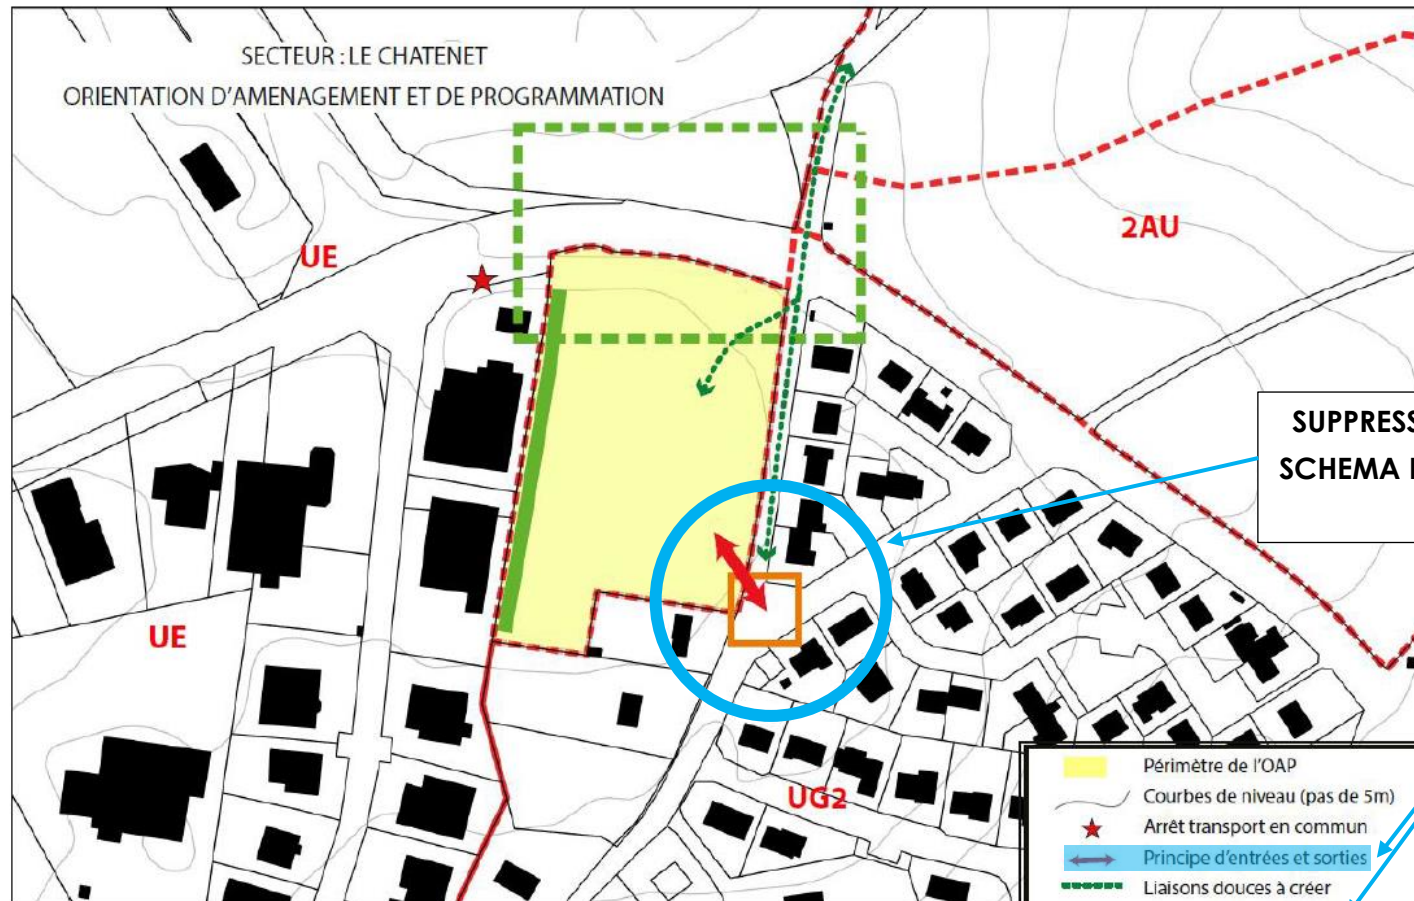 SECTEUR : LE CHATENET
ORIENTATION D'AMENAGEMENT ET DE PROGRAMMATION
2AU
UE
SUPPRESS
SCHEMA
UE
UG2
Périmètre de l'OAP
Courbes de niveau (pas de 5m)
Arrêt transport en commun
Principe d'entrées et sorties
Liaisons douces à créer